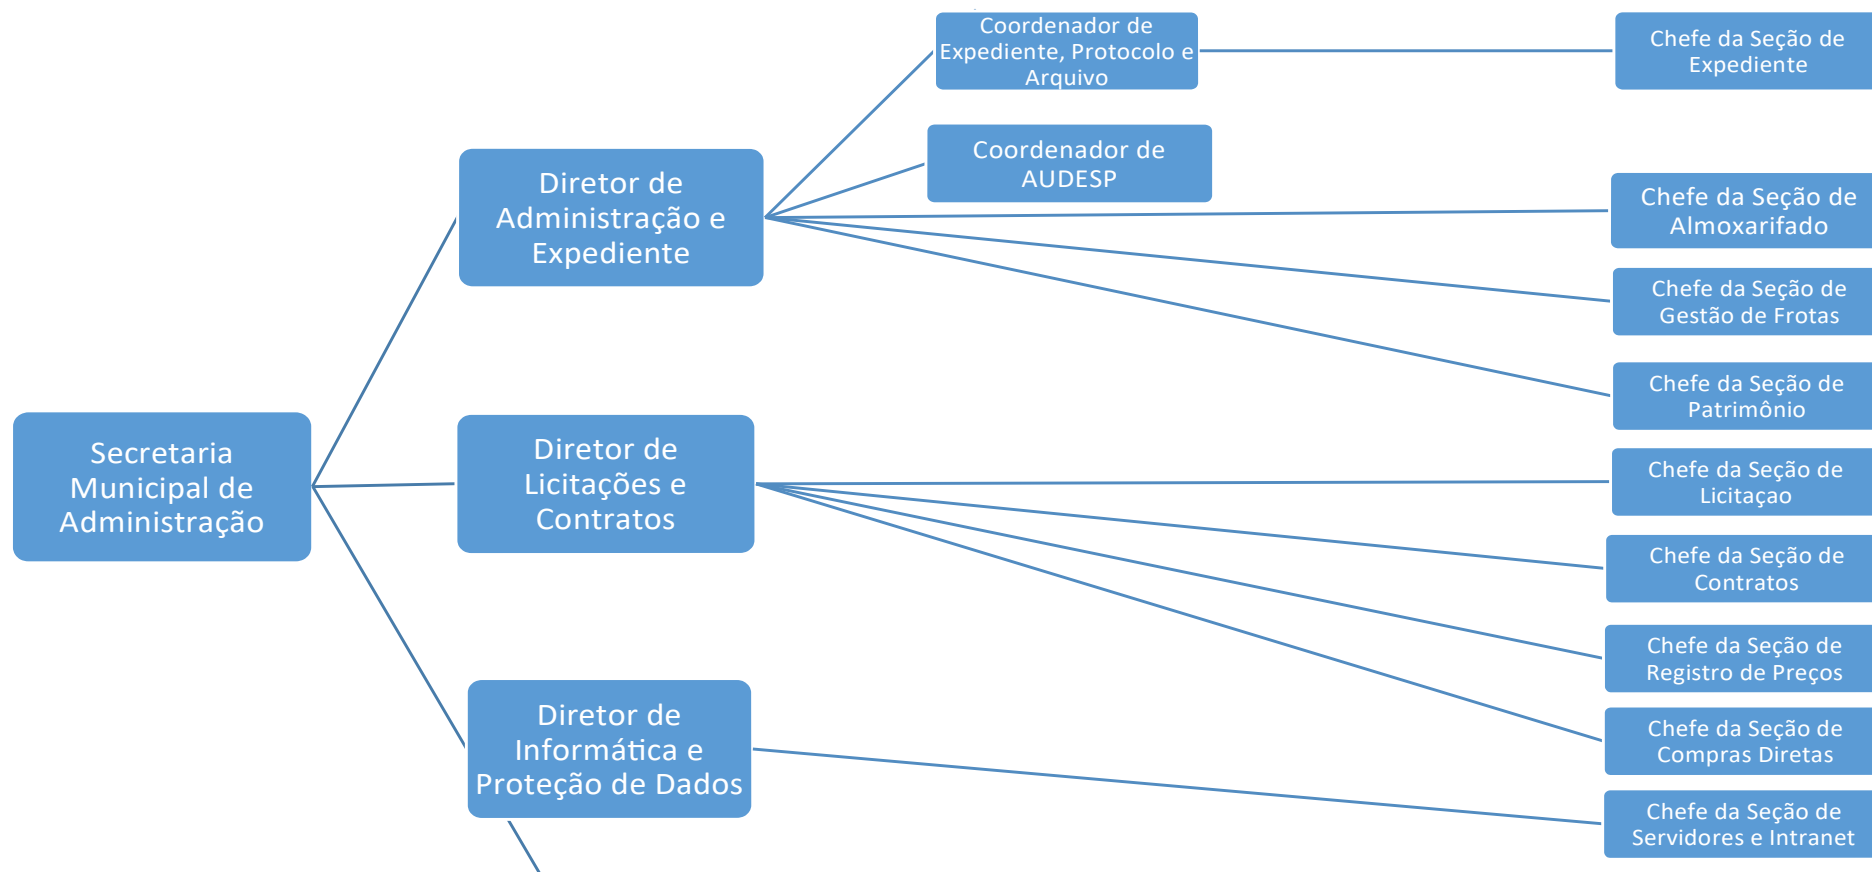 Coordenador de
Expediente, Protocolo e
Arquivo
Chefe da Seção de
Expediente
Coordenador de
AUDESP
Diretor de
Administração e
Expediente
Chefe da Seção de
Almoxarifado
Chefe da Seção de
Gestão de Frotas
Chefe da Seção de
Patrimônio
Secretaria
Municipal de
Administração
Diretor de
Licitações e
Contratos
Chefe da Seção de
Licitaçao
Chefe da Seção de
Contratos
Chefe da Seção de
Registro de Preços
Chefe da Seção de
Compras Diretas
Diretor de
Informática e
Proteção de Dados
Chefe da Seção de
Servidores e Intranet